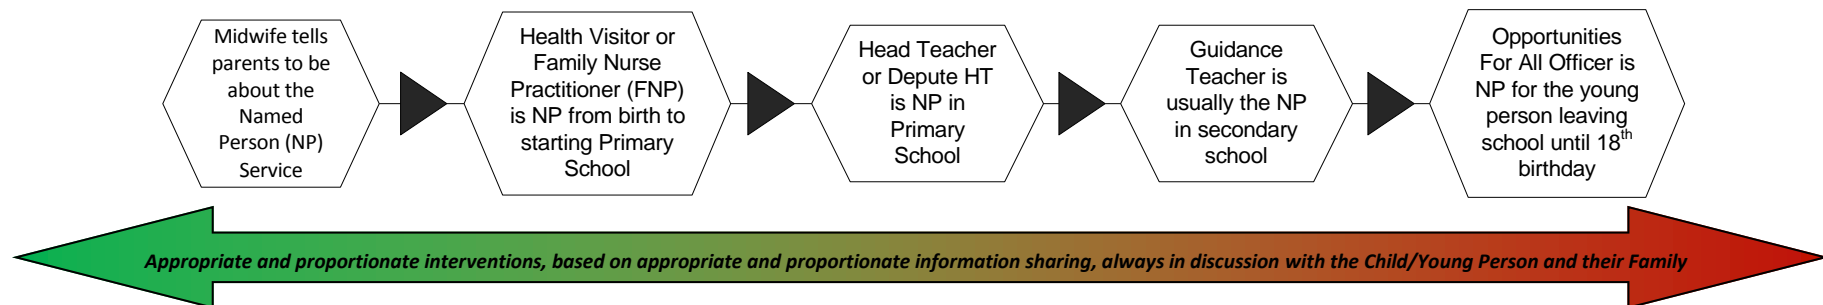 Midwife tells
parents to be
about the
Named
Person (NP)
Service
Health Visitor or
Family Nurse
Practitioner (FNP)
is NP from birth to
starting Primary
School
Head Teacher
or Depute HT
is NP in
Primary
School
Guidance
Teacher is
usually the NP
in secondary
school
Opportunities
For All Officer is
NP for the young
person leaving
school until 18th
birthday
Appropriate and proportionate interventions, based on appropriate and proportionate information sharing, always in discussion with the Child/Young Person and their Family